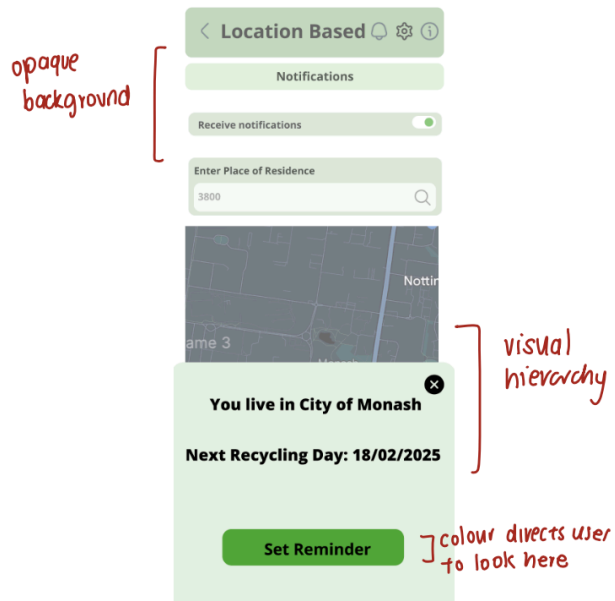 Location Based
opaque
background
Notifications
Receive notifications
Enter Place of Residence
3800
Nottin
ame 3
visual
hierarchy
You live in City of Monash
Next Recycling Day: 18/02/2025
Set Reminder
colour directs user
to look here